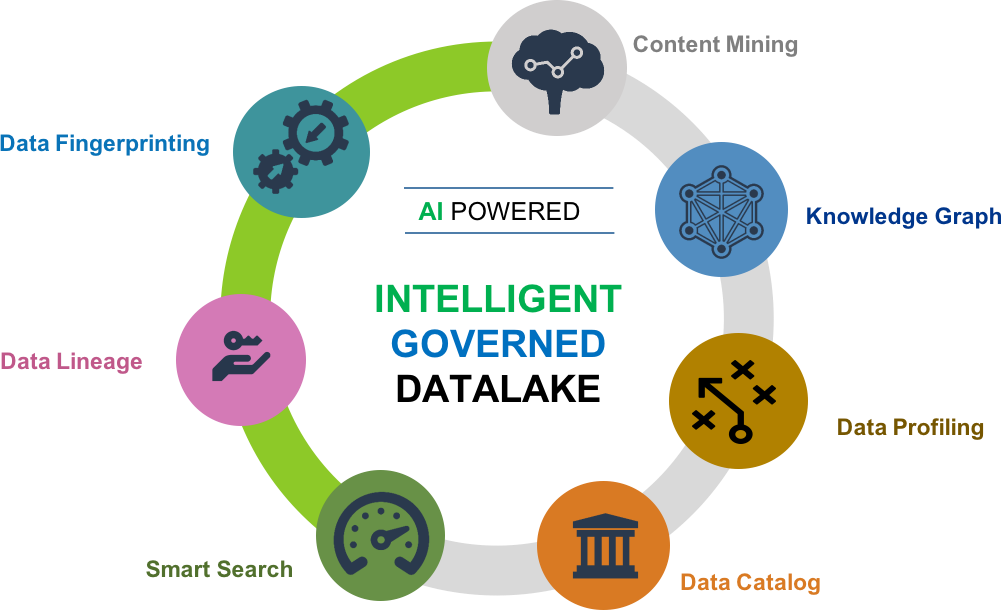 Content Mining
Data Fingerprinting
AI POWERED
Knowledge Graph
INTELLIGENT
GOVERNED
DATALAKE
Data Lineage
Data Profiling
Smart Search
Data Catalog